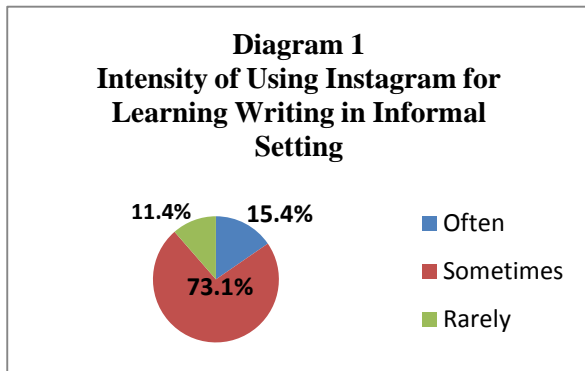 Diagram 1
Intensity of Using Instagram for
Learning Writing in Informal
Setting
11.4%
15.4%
73.1%
Often
Sometimes
Rarely